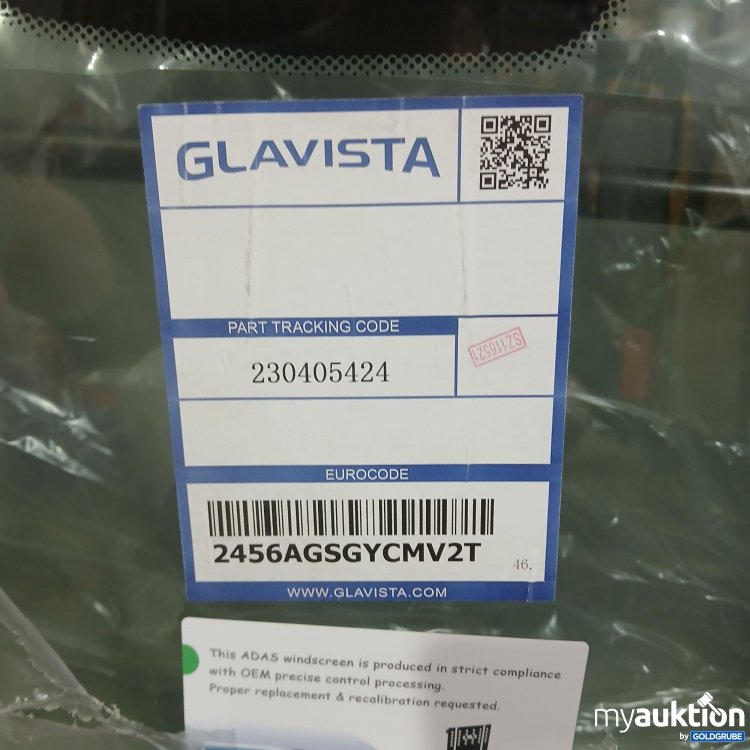 GLAVISTA
PART TRACKING CODE
230405424
SZ116521
EUROCODE
2456AGSGYCMV2T
46.
WWW.GLAVISTA.COM
This ADAS windscreen is produced in strict compliance
with OEM precise control processing.
Proper replacement & recalibration requested.
myauktion
by GOLDGRUBE